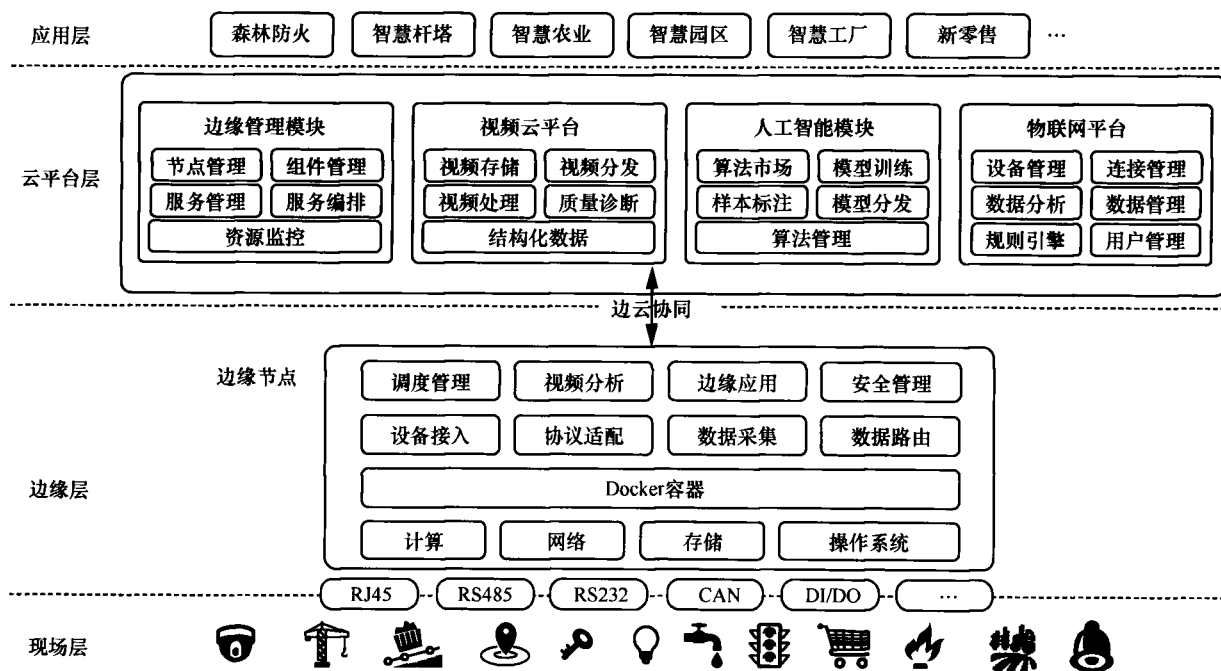 应用层 森林防火 智慧杆塔 智慧农业 智慧园区 智慧工厂 新零售 …
云平台层
边缘管理模块 视频云平台 人工智能模块 物联网平台
节点管理 组件管理 视频存储 视频分发 算法市场 模型训练 设备管理 连接管理
服务管理 服务编排 视频处理 质量诊断 样本标注 模型分发 数据分析 数据管理
资源监控 结构化数据 算法管理 规则引擎 用户管理
边云协同
边缘层
边缘节点
调度管理 视频分析 边缘应用 安全管理
设备接入 协议适配 数据采集 数据路由
Docker容器
计算 网络 存储 操作系统
RJ45 RS485 RS232 CAN DI/DO …
现场层